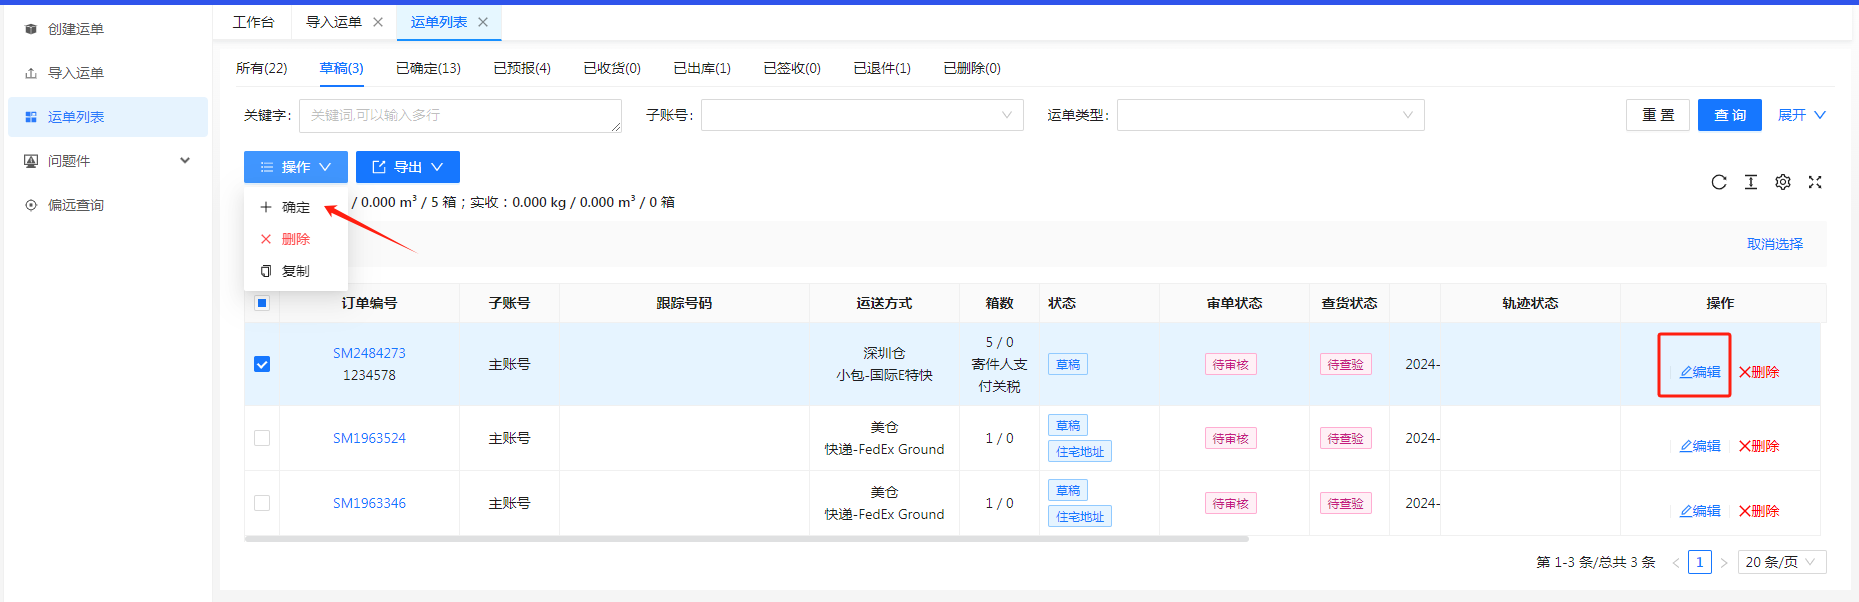 创建运单
导入运单
运单列表
问题件
偏远查询
工作台 导入运单 运单列表
所有(22) 草稿(3) 已确定(13) 已预报(4) 已收货(0) 已出库(1) 已签收(0) 已退件(1) 已删除(0)
关键字: 关键词,可以输入多行 子账号: 运单类型: 重 置 查 询 展开
操作 导出
/ 0.000 m³ / 5 箱；实收：0.000 kg / 0.000 m³ / 0 箱
确定
删除
复制
取消选择
订单编号 子账号 跟踪号码 运送方式 箱数 状态 审单状态 查货状态 轨迹状态 操作
SM2484273
1234578
主账号
深圳仓
小包-国际E特快
5 / 0
寄件人支
付关税
草稿
待审核
待查验
2024-
编辑 删除
SM1963524
主账号
美仓
快递-FedEx Ground
1 / 0
草稿
住宅地址
待审核
待查验
2024-
编辑 删除
SM1963346
主账号
美仓
快递-FedEx Ground
1 / 0
草稿
住宅地址
待审核
待查验
2024-
编辑 删除
第 1-3 条/总共 3 条 1 20 条/页